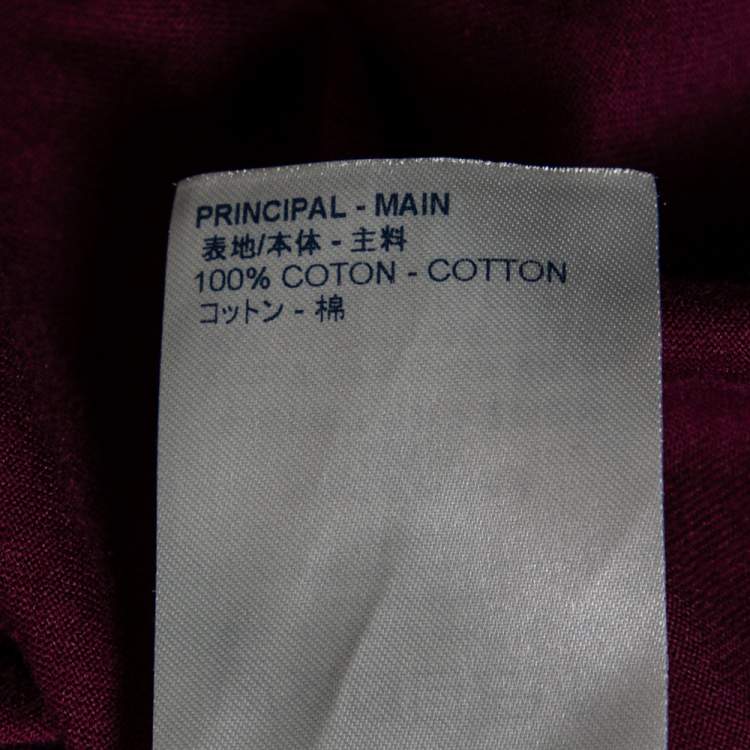 PRINCIPAL - MAIN
表地/本体 - 主料
100% COTON - COTTON
コットン - 棉